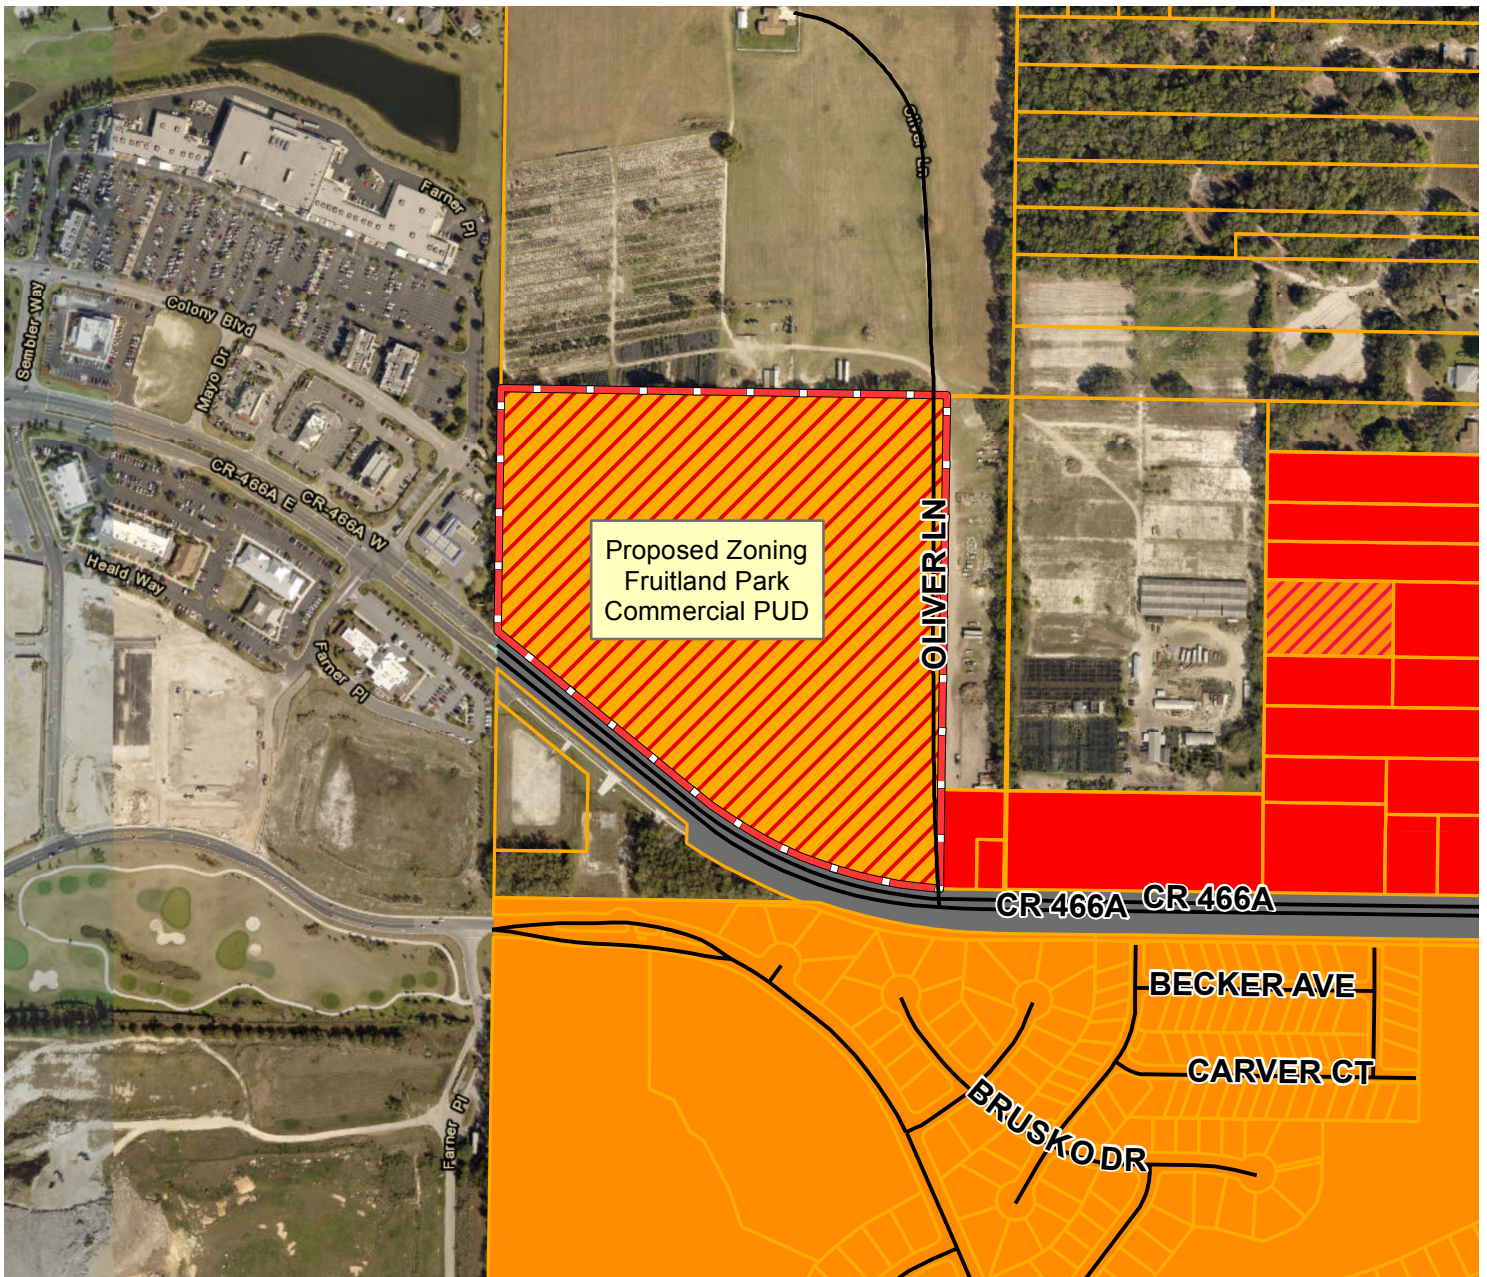 Oliver Ln
Farner Pl
Sembler Way
Colony Blvd
Mayo Dr
CR-466A E
CR-466A W
Proposed Zoning
Fruitland Park
Commercial PUD
OLIVER LN
Heald Way
Farner Pl
CR 466A
CR 466A
BECKER AVE
CARVER CT
BRUSKO DR
Farner Pl